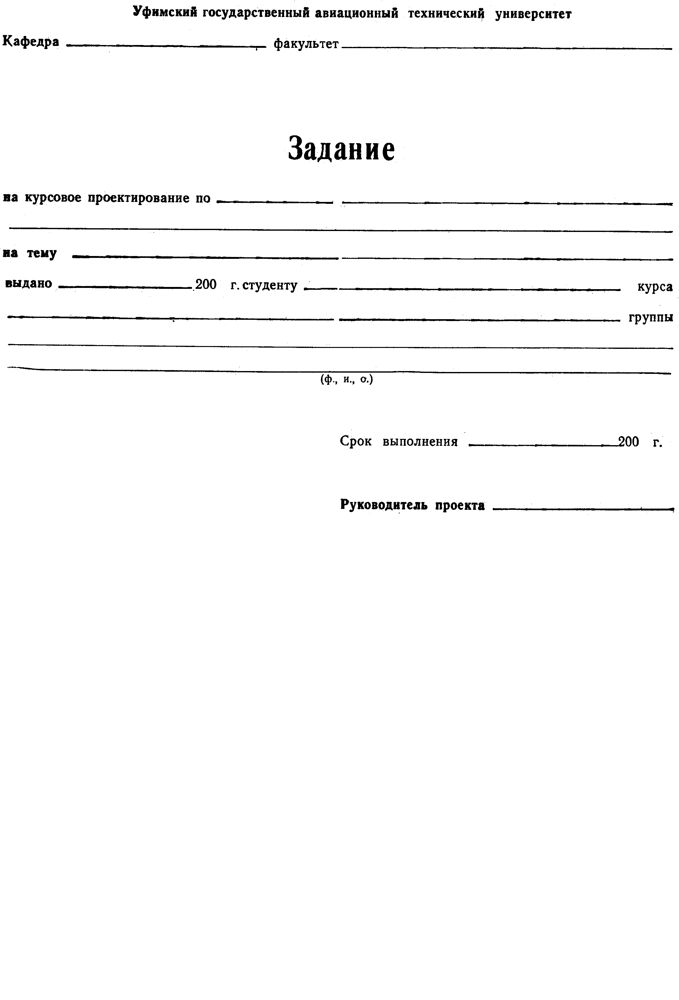 Уфимский государственный авиационный технический университет
Кафедра факультет
Задание
на курсовое проектирование по
на тему
выдано 200 г. студенту курса
группы
(ф., и., о.)
Срок выполнения 200 г.
Руководитель проекта